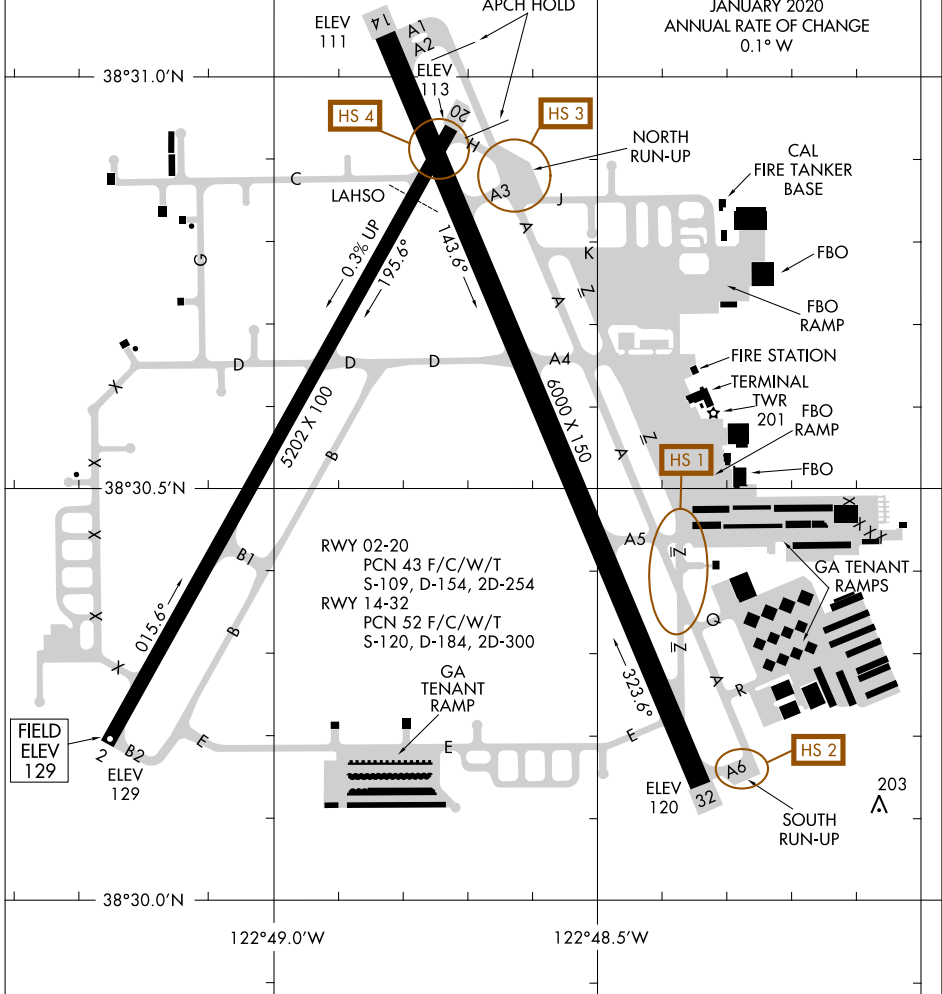 APCH HOLD
JANUARY 2020
ANNUAL RATE OF CHANGE
0.1° W
ELEV
111
14
A1
A2
38°31.0'N
ELEV
113
20
HS 4
HS 3
H
NORTH
RUN-UP
CAL
FIRE TANKER
BASE
C
LAHSO
A3
J
A
0.3% UP
195.6°
143.6°
G
K
Z
A
FBO
FBO
RAMP
D
D
D
A4
FIRE STATION
TERMINAL
TWR
201
X
5202 X 100
6000 X 150
B
A
Z
FBO
RAMP
HS 1
FBO
X
38°30.5'N
X
X
X
X
X
B1
A5
Z
RWY 02-20
PCN 43 F/C/W/T
S-109, D-154, 2D-254
RWY 14-32
PCN 52 F/C/W/T
S-120, D-184, 2D-300
GA TENANT
RAMPS
015.6°
X
B
Q
Z
X
323.6°
A
R
GA
TENANT
RAMP
FIELD
ELEV
129
2
B2
E
ELEV
129
E
E
HS 2
A6
ELEV
120
32
SOUTH
RUN-UP
203
38°30.0'N
122°49.0'W
122°48.5'W